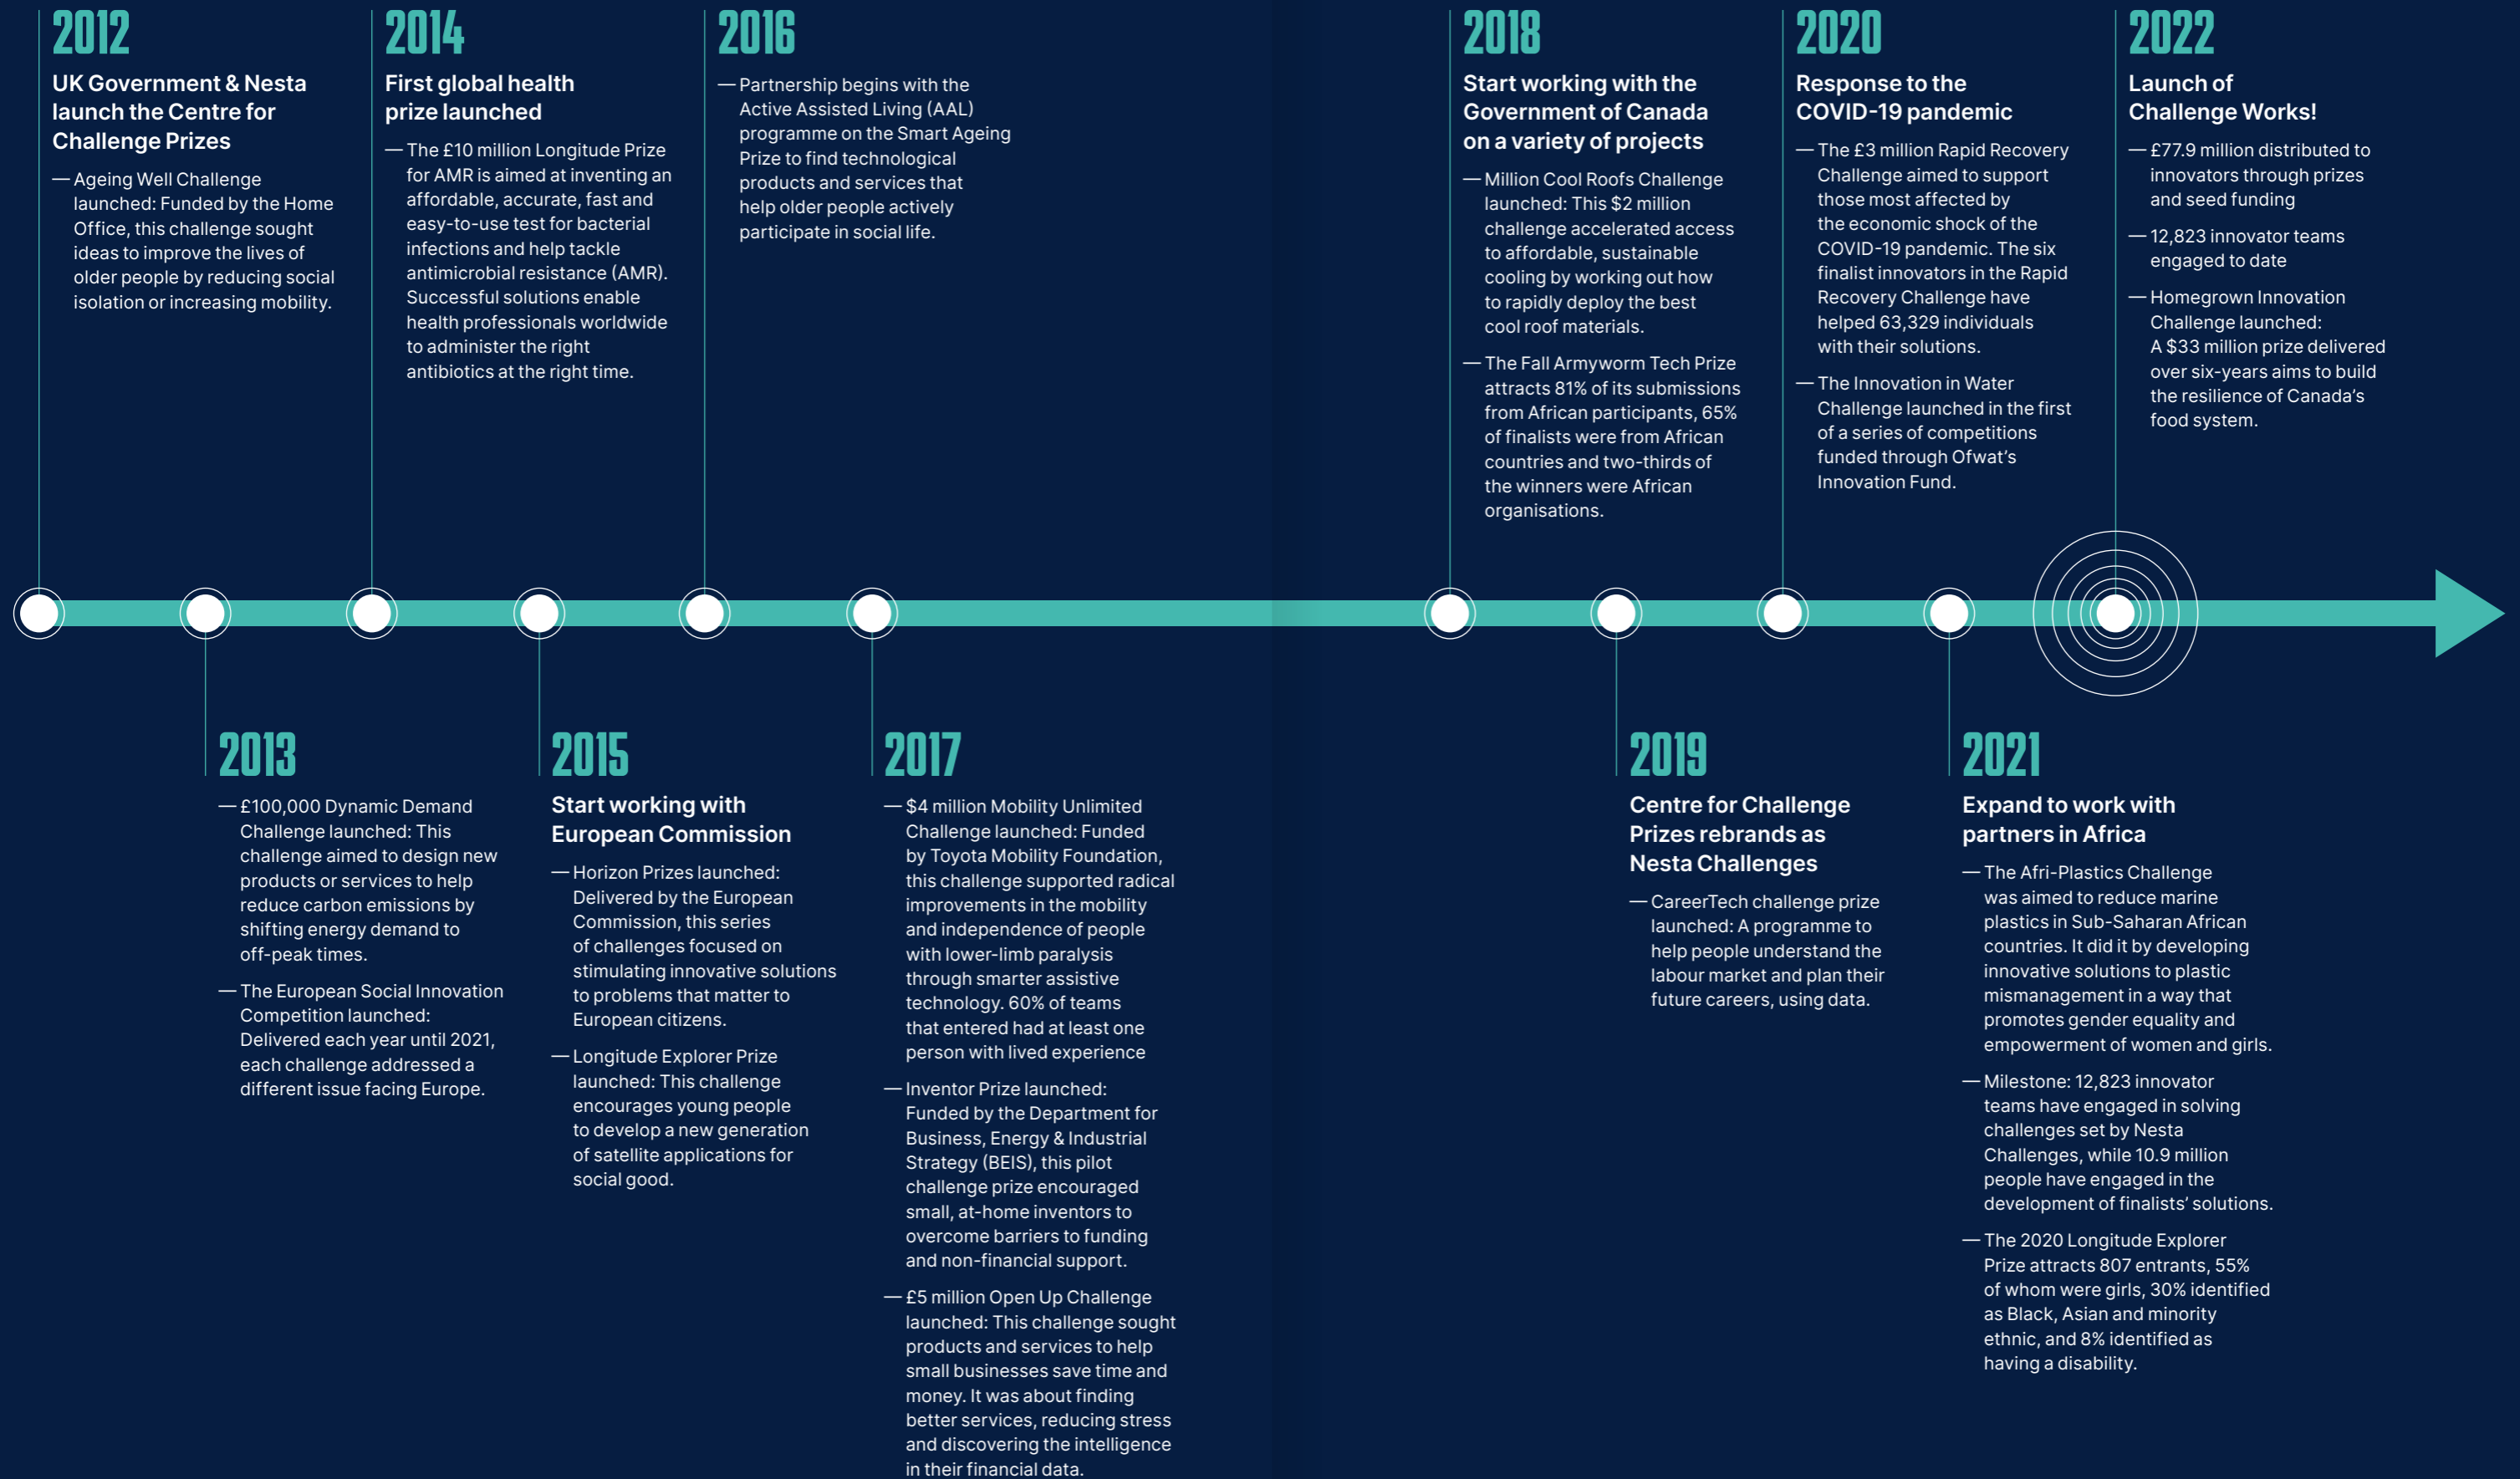 2012
UK Government & Nesta
launch the Centre for
Challenge Prizes
— Ageing Well Challenge
launched: Funded by the Home
Office, this challenge sought
ideas to improve the lives of
older people by reducing social
isolation or increasing mobility.
2014
First global health
prize launched
— The £10 million Longitude Prize
for AMR is aimed at inventing an
affordable, accurate, fast and
easy-to-use test for bacterial
infections and help tackle
antimicrobial resistance (AMR).
Successful solutions enable
health professionals worldwide
to administer the right
antibiotics at the right time.
2016
— Partnership begins with the
Active Assisted Living (AAL)
programme on the Smart Ageing
Prize to find technological
products and services that
help older people actively
participate in social life.
2018
Start working with the
Government of Canada
on a variety of projects
— Million Cool Roofs Challenge
launched: This $2 million
challenge accelerated access
to affordable, sustainable
cooling by working out how
to rapidly deploy the best
cool roof materials.
— The Fall Armyworm Tech Prize
attracts 81% of its submissions
from African participants, 65%
of finalists were from African
countries and two-thirds of
the winners were African
organisations.
2020
Response to the
COVID-19 pandemic
— The £3 million Rapid Recovery
Challenge aimed to support
those most affected by
the economic shock of the
COVID-19 pandemic. The six
finalist innovators in the Rapid
Recovery Challenge have
helped 63,329 individuals
with their solutions.
— The Innovation in Water
Challenge launched in the first
of a series of competitions
funded through Ofwat’s
Innovation Fund.
2022
Launch of
Challenge Works!
— £77.9 million distributed to
innovators through prizes
and seed funding
— 12,823 innovator teams
engaged to date
— Homegrown Innovation
Challenge launched:
A $33 million prize delivered
over six-years aims to build
the resilience of Canada’s
food system.
2013
— £100,000 Dynamic Demand
Challenge launched: This
challenge aimed to design new
products or services to help
reduce carbon emissions by
shifting energy demand to
off-peak times.
— The European Social Innovation
Competition launched:
Delivered each year until 2021,
each challenge addressed a
different issue facing Europe.
2015
Start working with
European Commission
— Horizon Prizes launched:
Delivered by the European
Commission, this series
of challenges focused on
stimulating innovative solutions
to problems that matter to
European citizens.
— Longitude Explorer Prize
launched: This challenge
encourages young people
to develop a new generation
of satellite applications for
social good.
2017
— $4 million Mobility Unlimited
Challenge launched: Funded
by Toyota Mobility Foundation,
this challenge supported radical
improvements in the mobility
and independence of people
with lower-limb paralysis
through smarter assistive
technology. 60% of teams
that entered had at least one
person with lived experience
— Inventor Prize launched:
Funded by the Department for
Business, Energy & Industrial
Strategy (BEIS), this pilot
challenge prize encouraged
small, at-home inventors to
overcome barriers to funding
and non-financial support.
— £5 million Open Up Challenge
launched: This challenge sought
products and services to help
small businesses save time and
money. It was about finding
better services, reducing stress
and discovering the intelligence
in their financial data.
2019
Centre for Challenge
Prizes rebrands as
Nesta Challenges
— CareerTech challenge prize
launched: A programme to
help people understand the
labour market and plan their
future careers, using data.
2021
Expand to work with
partners in Africa
— The Afri-Plastics Challenge
was aimed to reduce marine
plastics in Sub-Saharan African
countries. It did it by developing
innovative solutions to plastic
mismanagement in a way that
promotes gender equality and
empowerment of women and girls.
— Milestone: 12,823 innovator
teams have engaged in solving
challenges set by Nesta
Challenges, while 10.9 million
people have engaged in the
development of finalists’ solutions.
— The 2020 Longitude Explorer
Prize attracts 807 entrants, 55%
of whom were girls, 30% identified
as Black, Asian and minority
ethnic, and 8% identified as
having a disability.